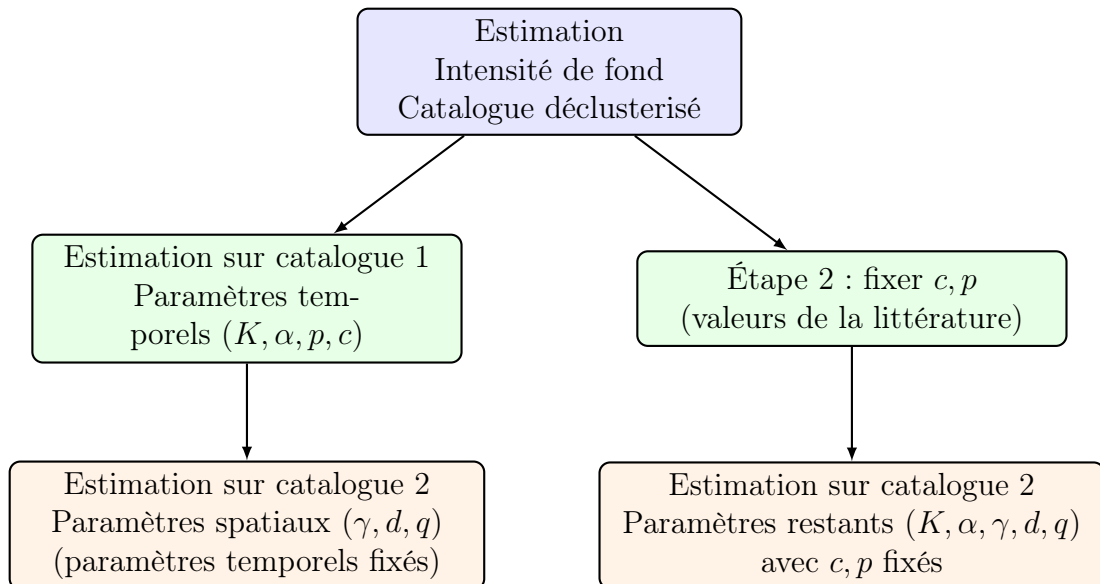 Estimation
Intensité de fond
Catalogue déclusterisé
Estimation sur catalogue 1
Paramètres tem-
porels (K, α, p, c)
Étape 2 : fixer c, p
(valeurs de la littérature)
Estimation sur catalogue 2
Paramètres spatiaux (γ, d, q)
(paramètres temporels fixés)
Estimation sur catalogue 2
Paramètres restants (K, α, γ, d, q)
avec c, p fixés